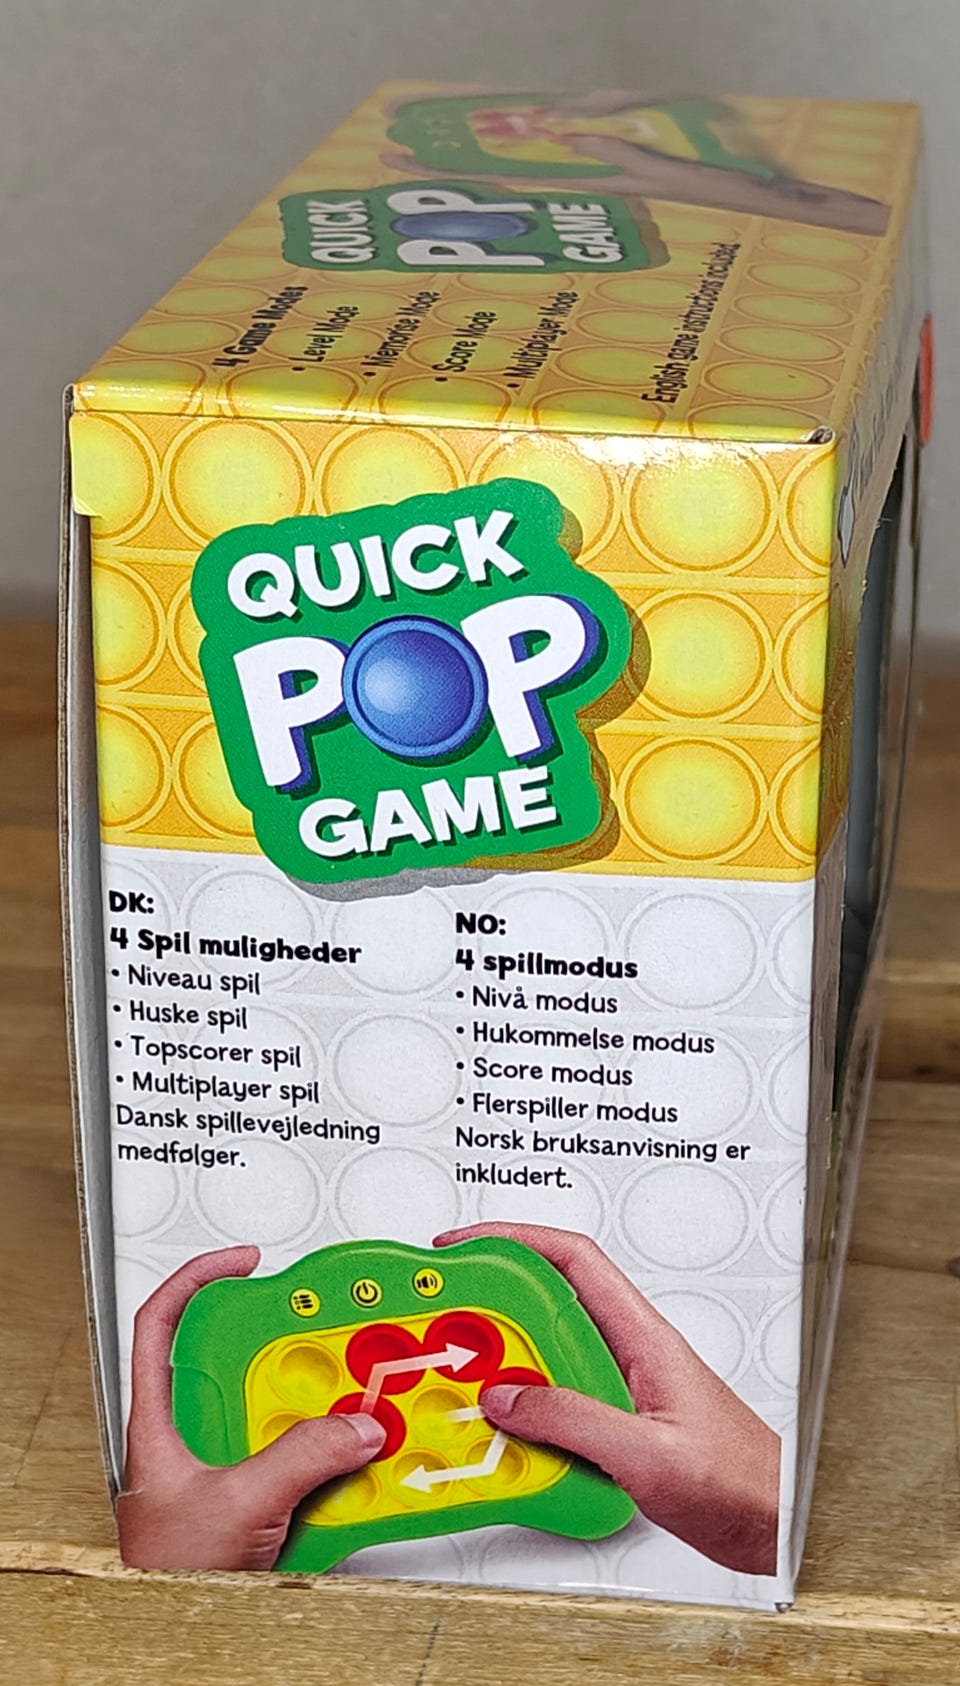 QUICK
POP
GAME
4 Game Modes
• Level Mode
• Memorise Mode
• Score Mode
• Multiplayer Mode
English game instructions included
QUICK
POP
GAME
DK:
4 Spil muligheder
• Niveau spil
• Huske spil
• Topscorer spil
• Multiplayer spil
Dansk spillevejledning
medfølger.
NO:
4 spillmodus
• Nivå modus
• Hukommelse modus
• Score modus
• Flerspiller modus
Norsk bruksanvisning er
inkludert.